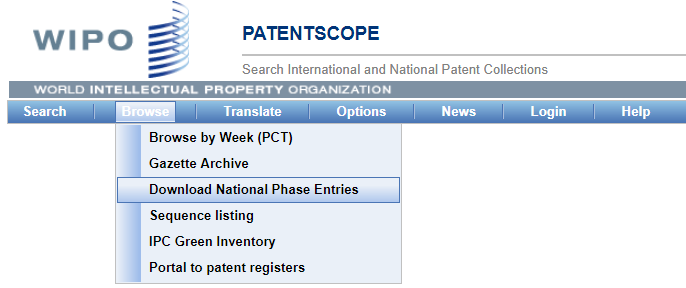 WIPO
PATENTSCOPE
Search International and National Patent Collections
WORLD INTELLECTUAL PROPERTY ORGANIZATION
Search Browse Translate Options News Login Help
Browse by Week (PCT)
Gazette Archive
Download National Phase Entries
Sequence listing
IPC Green Inventory
Portal to patent registers